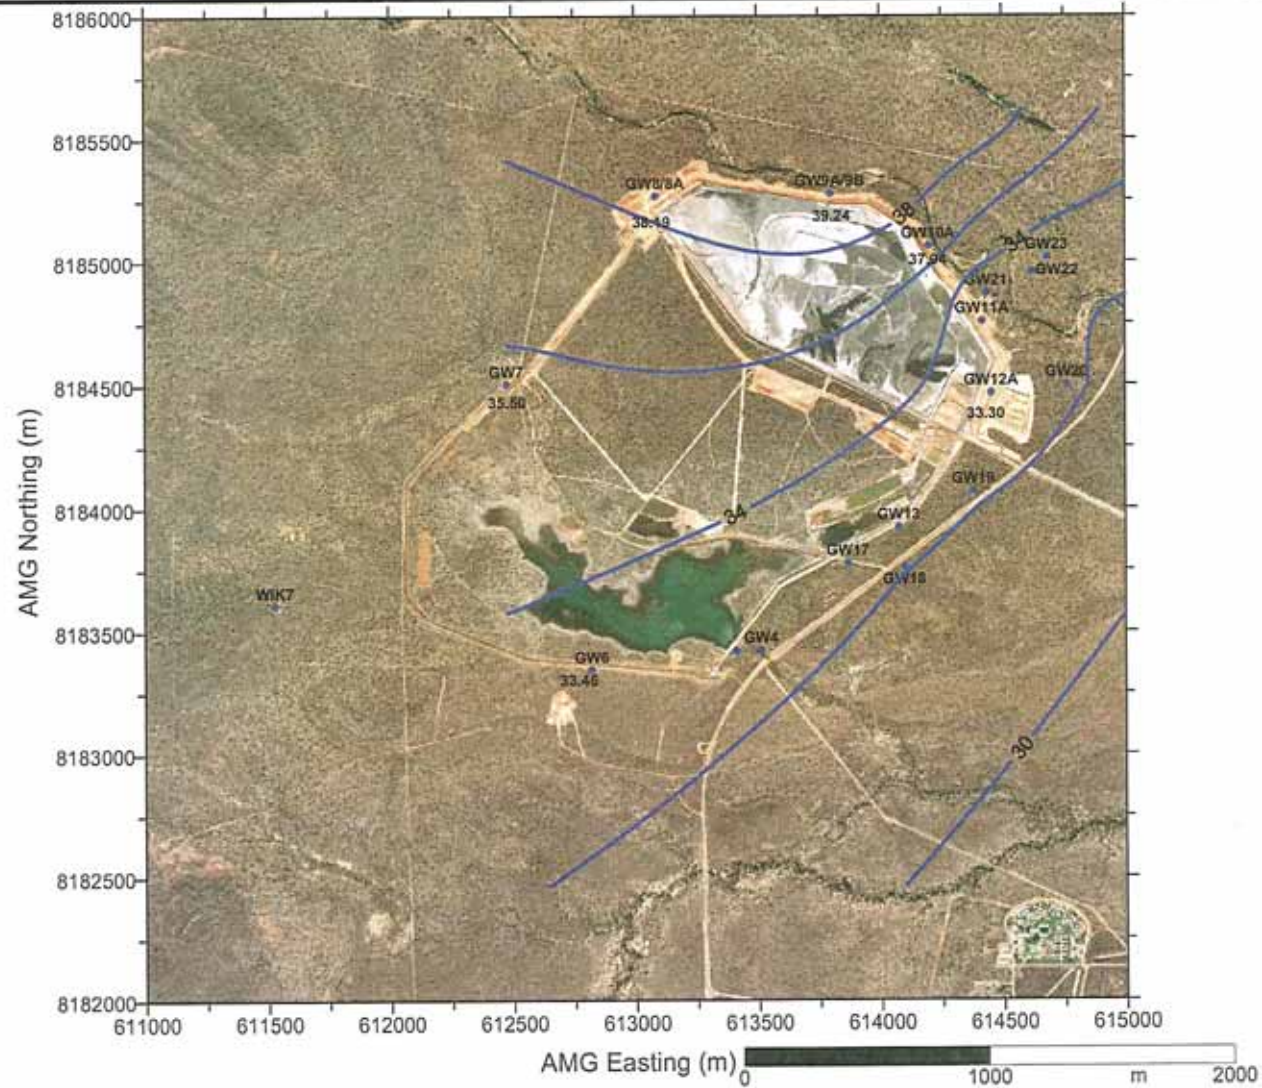 8186000
8185500
8185000
8184500
8184000
8183500
8183000
8182500
8182000
AMG Northing (m)
GW8/8A
38.19
GW9A/9B
39.24
38
GW10A
37.94
34
GW23
GW22
GW21
GW11A
GW7
35.50
GW20
GW12A
33.30
GW19
34
GW13
GW17
GW18
WIK7
GW4
GW6
33.46
30
611000 611500 612000 612500 613000 613500 614000 614500 615000
AMG Easting (m)
0 1000 m 2000